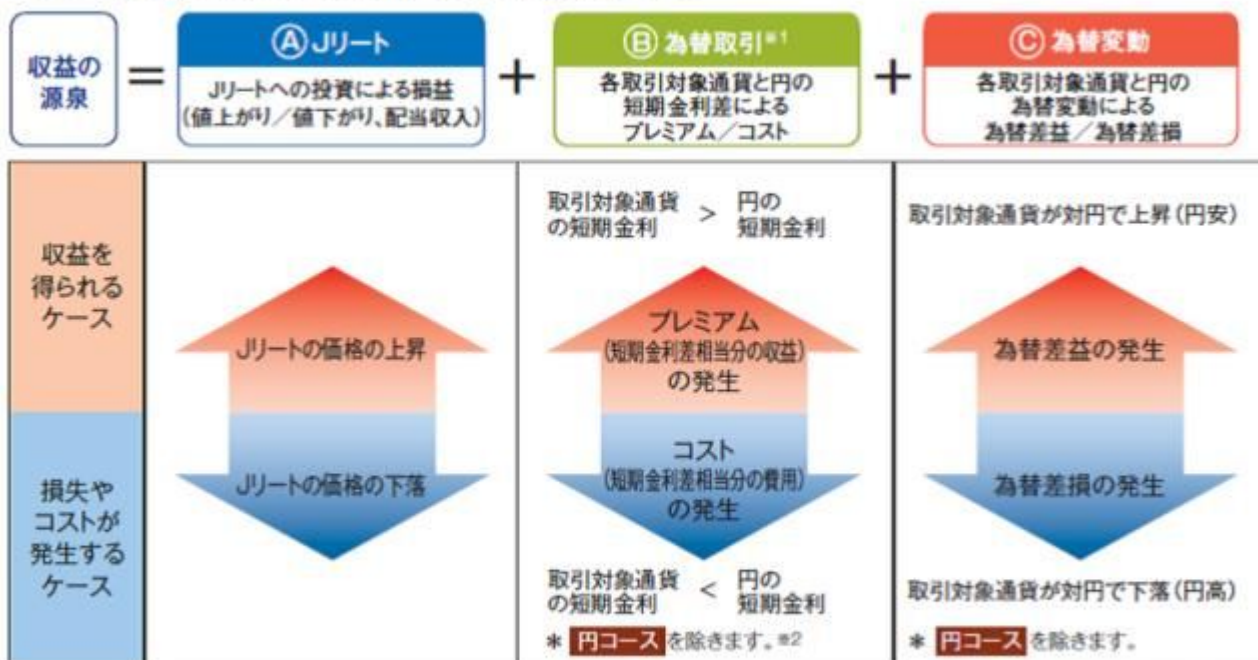 収益の
源泉
=
Ⓐ Jリート
Jリートへの投資による損益
(値上がり/値下がり、配当収入)
+
Ⓑ 為替取引※1
各取引対象通貨と円の
短期金利差による
プレミアム/コスト
+
Ⓒ 為替変動
各取引対象通貨と円の
為替変動による
為替差益/為替差損
収益を
得られる
ケース
Jリートの価格の上昇
取引対象通貨 > 円の
の短期金利 短期金利
プレミアム
(短期金利差相当分の収益)
の発生
取引対象通貨が対円で上昇(円安)
為替差益の発生
損失や
コストが
発生する
ケース
Jリートの価格の下落
コスト
(短期金利差相当分の費用)
の発生
取引対象通貨 < 円の
の短期金利 短期金利
* 円コースを除きます。※2
為替差損の発生
取引対象通貨が対円で下落(円高)
* 円コースを除きます。